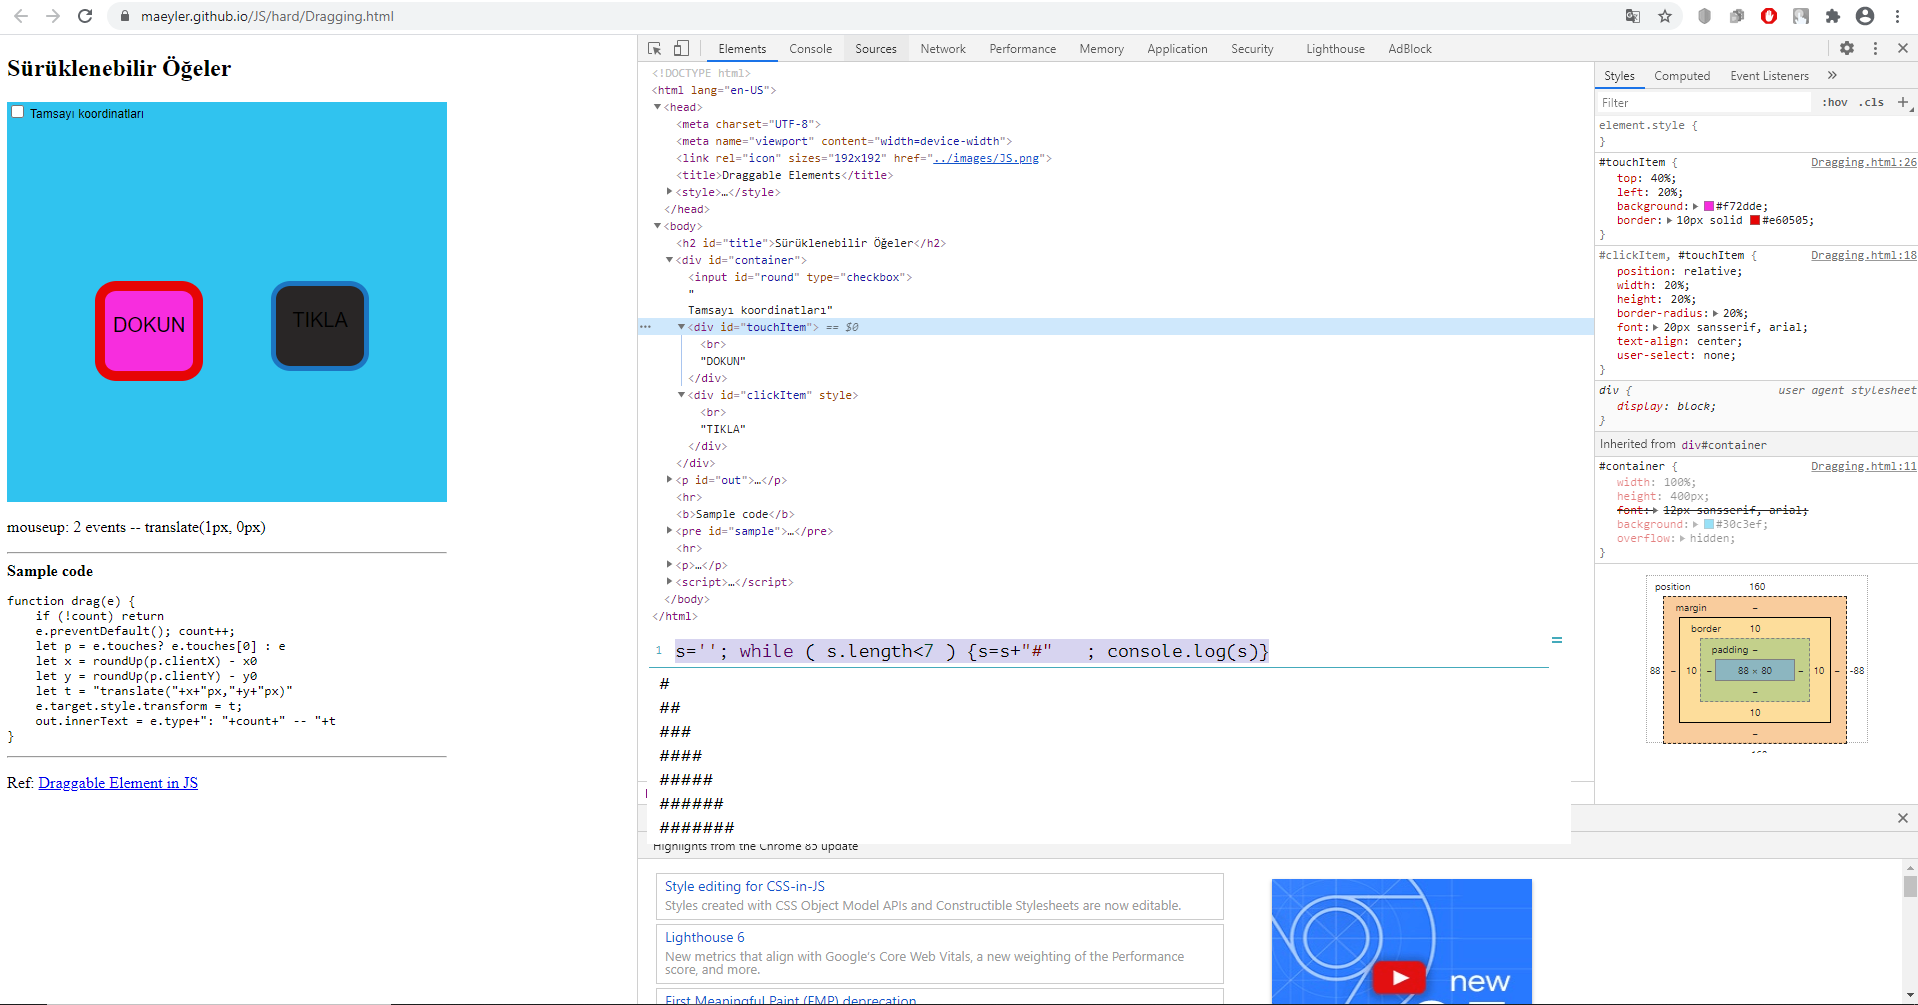 maeyler.github.io/JS/hard/Dragging.html
Sürüklenebilir Öğeler
Tamsayı koordinatları
DOKUN
TIKLA
mouseup: 2 events -- translate(1px, 0px)
Sample code
function drag(e) {
if (!count) return
e.preventDefault(); count++;
let p = e.touches? e.touches[0] : e
let x = roundUp(p.clientX) - x0
let y = roundUp(p.clientY) - y0
let t = "translate("+x+"px,"+y+"px)"
e.target.style.transform = t;
out.innerText = e.type+": "+count+" -- "+t
}
Ref: Draggable Element in JS
Elements Console Sources Network Performance Memory Application Security Lighthouse AdBlock
<!DOCTYPE html>
<html lang="en-US">
<head>
<meta charset="UTF-8">
<meta name="viewport" content="width=device-width">
<link rel="icon" sizes="192x192" href="../images/JS.png">
<title>Draggable Elements</title>
<style>…</style>
</head>
<body>
<h2 id="title">Sürüklenebilir Öğeler</h2>
<div id="container">
<input id="round" type="checkbox">
"
Tamsayı koordinatları"
<div id="touchItem"> == $0
<br>
"DOKUN"
</div>
<div id="clickItem" style>
<br>
"TIKLA"
</div>
</div>
<p id="out">…</p>
<hr>
<b>Sample code</b>
<pre id="sample">…</pre>
<hr>
<p>…</p>
<script>…</script>
</body>
</html>
1 s=''; while ( s.length<7 ) {s=s+"#" ; console.log(s)}
#
##
###
####
#####
######
#######
Highlights from the Chrome 85 update
Style editing for CSS-in-JS
Styles created with CSS Object Model APIs and Constructible Stylesheets are now editable.
Lighthouse 6
New metrics that align with Google's Core Web Vitals, a new weighting of the Performance
score, and more.
First Meaningful Paint (FMP) deprecation
new
Styles Computed Event Listeners »
Filter :hov .cls +
element.style {
}
#touchItem { Dragging.html:26
top: 40%;
left: 20%;
background: #f72dde;
border: 10px solid #e60505;
}
#clickItem, #touchItem { Dragging.html:18
position: relative;
width: 20%;
height: 20%;
border-radius: 20%;
font: 20px sansserif, arial;
text-align: center;
user-select: none;
}
div { user agent stylesheet
display: block;
}
Inherited from div#container
#container { Dragging.html:11
width: 100%;
height: 400px;
font: 12px sansserif, arial;
background: #30c3ef;
overflow: hidden;
}
position 160
margin –
border 10
padding –
88 – 10 – 88 × 80 – 10 – -88
–
10
–